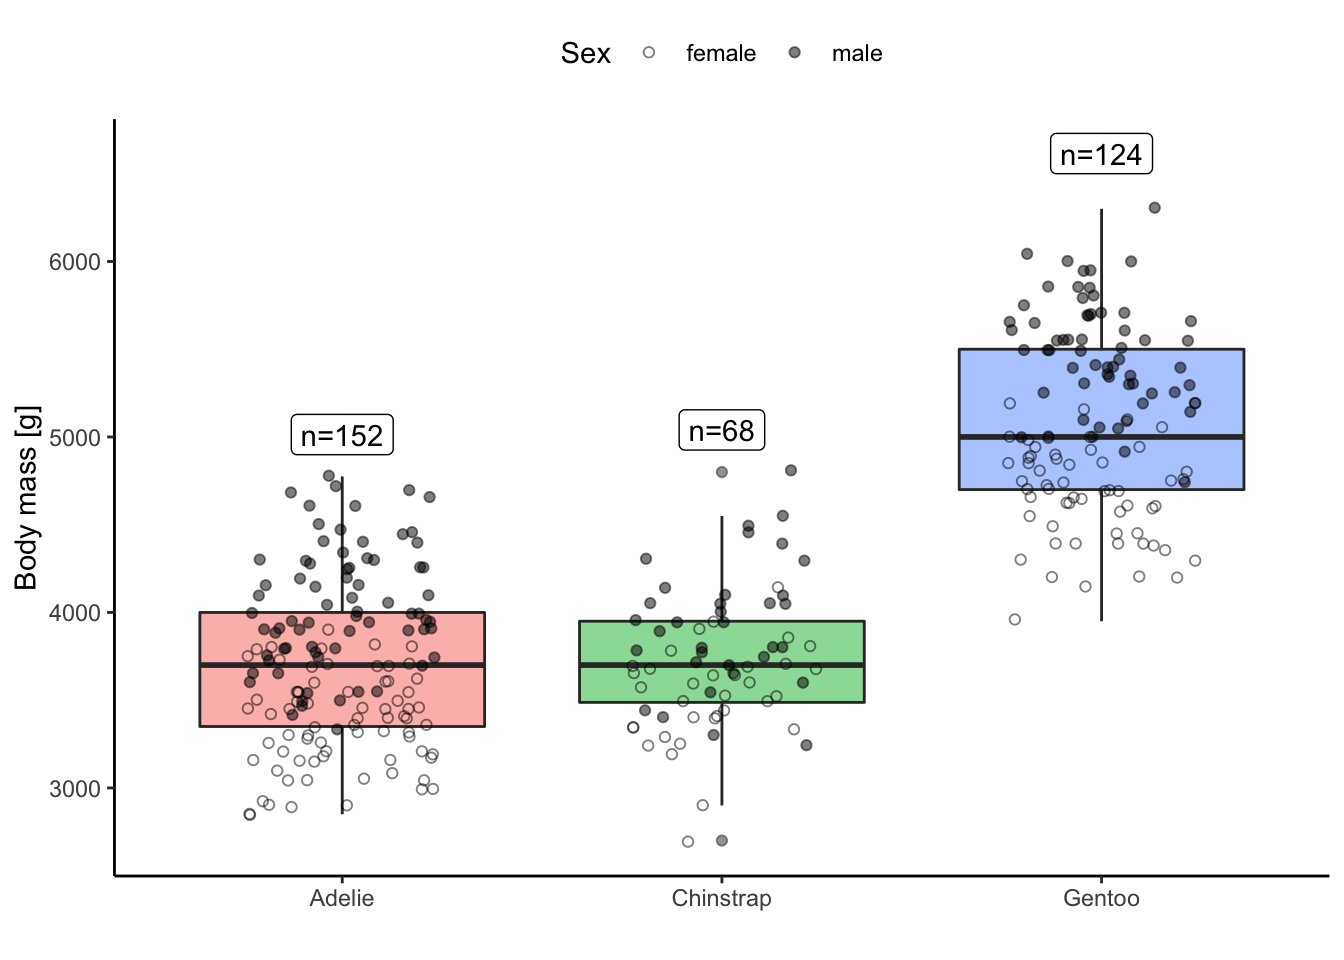 Sex female male
n=124
n=152
n=68
Body mass [g]
6000
5000
4000
3000
Adelie Chinstrap Gentoo